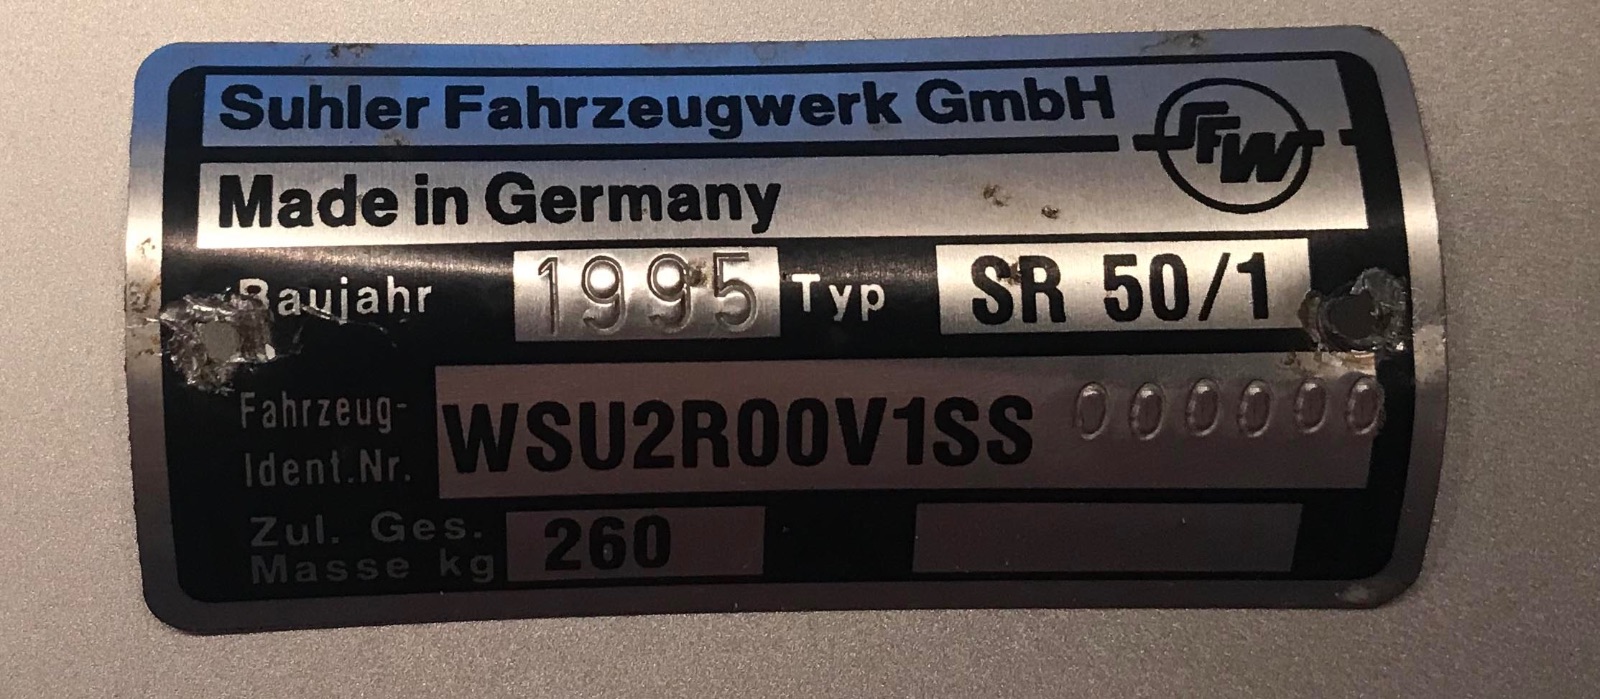 Suhler Fahrzeugwerk GmbH
SFW
Made in Germany
Baujahr 1995 Typ SR 50/1
Fahrzeug-
Ident.Nr. WSU2R00V1SS 000000
Zul. Ges.
Masse kg 260